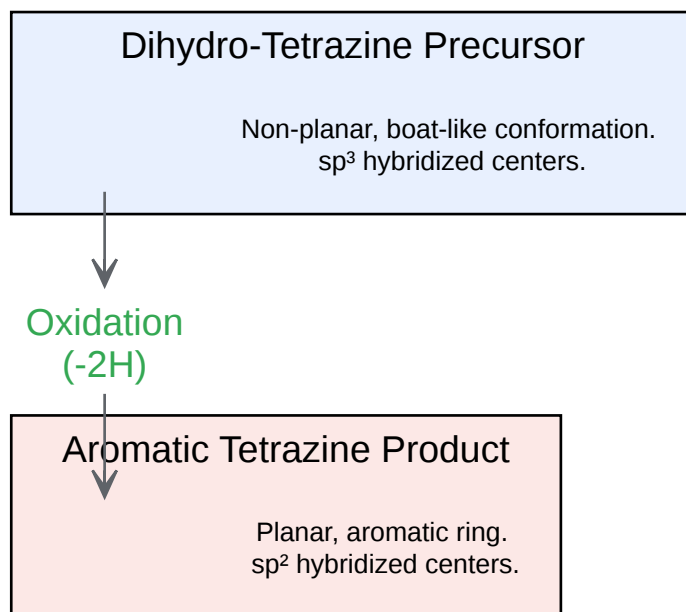 Dihydro-Tetrazine Precursor
Non-planar, boat-like conformation.
sp³ hybridized centers.
Oxidation
(-2H)
Aromatic Tetrazine Product
Planar, aromatic ring.
sp² hybridized centers.